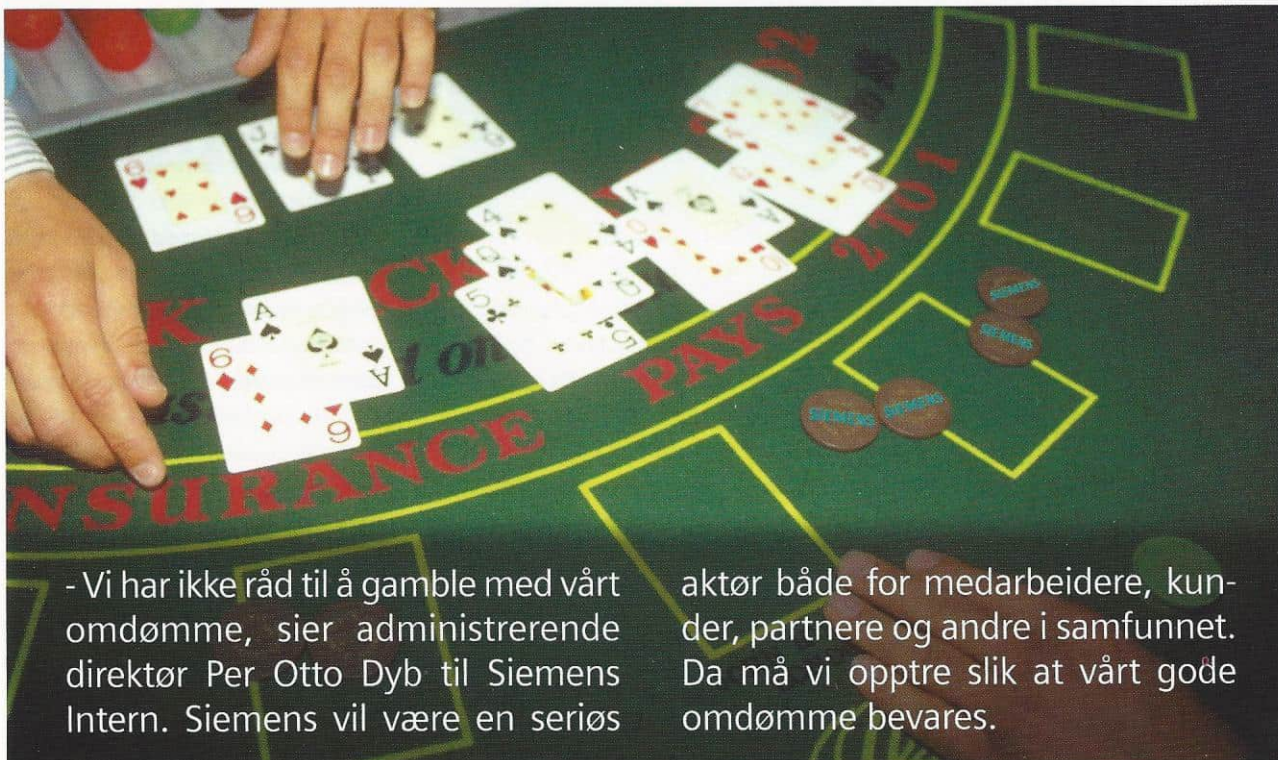 2 TO 1
INSURANCE PAYS
SIEMENS
SIEMENS
SIEMENS
SIEMENS
- Vi har ikke råd til å gamble med vårt
omdømme, sier administrerende
direktør Per Otto Dyb til Siemens
Intern. Siemens vil være en seriøs
aktør både for medarbeidere, kun-
der, partnere og andre i samfunnet.
Da må vi opptre slik at vårt gode
omdømme bevares.